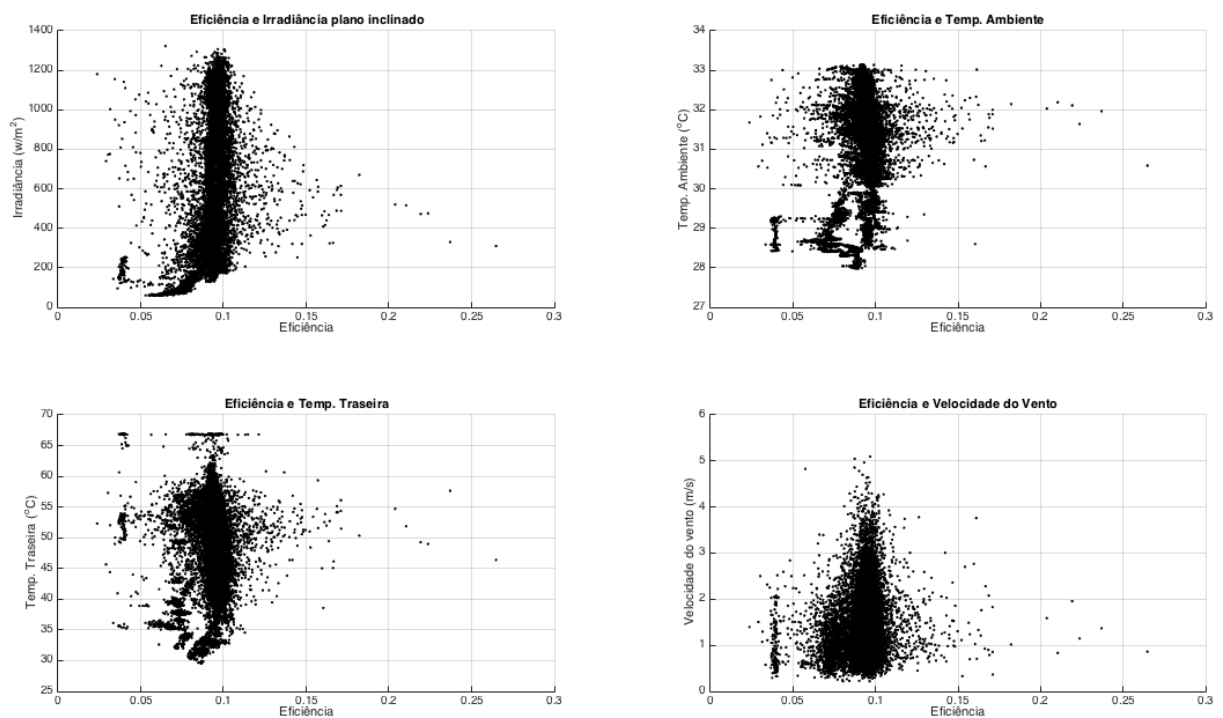 Eficiência e Irradiância plano inclinado
1400
1200
1000
800
600
400
200
0
Irradiância (w/m²)
0 0.05 0.1 0.15 0.2 0.25 0.3
Eficiência
Eficiência e Temp. Ambiente
34
33
32
31
30
29
28
27
Temp. Ambiente (°C)
0 0.05 0.1 0.15 0.2 0.25 0.3
Eficiência
Eficiência e Temp. Traseira
70
65
60
55
50
45
40
35
30
25
Temp. Traseira (°C)
0 0.05 0.1 0.15 0.2 0.25 0.3
Eficiência
Eficiência e Velocidade do Vento
6
5
4
3
2
1
0
Velocidade do vento (m/s)
0 0.05 0.1 0.15 0.2 0.25 0.3
Eficiência